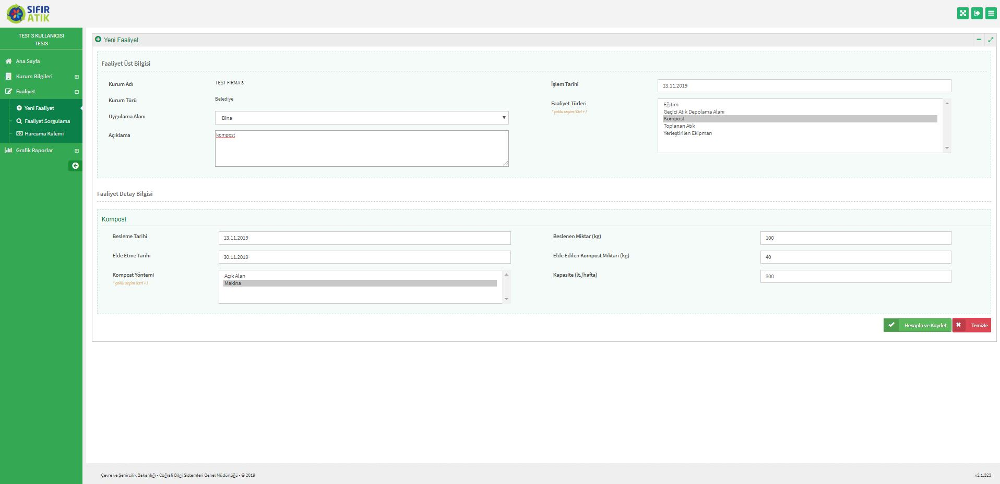 SIFIR
ATIK
TEST 3 KULLANICISI
TESIS
Ana Sayfa
Kurum Bilgileri
Faaliyet
Yeni Faaliyet
Faaliyet Sorgulama
Harcama Kalemi
Grafik Raporlar
Yeni Faaliyet
Faaliyet Üst Bilgisi
Kurum Adı
TEST FIRMA 3
Kurum Türü
Belediye
Uygulama Alanı
Bina
Açıklama
kompost
İşlem Tarihi
13.11.2019
Faaliyet Türleri
* çoklu seçim (Ctrl + )
Eğitim
Geçici Atık Depolama Alanı
Kompost
Toplanan Atık
Yerleştirilen Ekipman
Faaliyet Detay Bilgisi
Kompost
Besleme Tarihi
13.11.2019
Beslenen Miktar (kg)
100
Elde Etme Tarihi
30.11.2019
Elde Edilen Kompost Miktarı (kg)
40
Kompost Yöntemi
* çoklu seçim (Ctrl + )
Açık Alan
Makina
Kapasite (lt./hafta)
300
Hesapla ve Kaydet
Temizle
Çevre ve Şehircilik Bakanlığı - Coğrafi Bilgi Sistemleri Genel Müdürlüğü - © 2019
v2.1.323